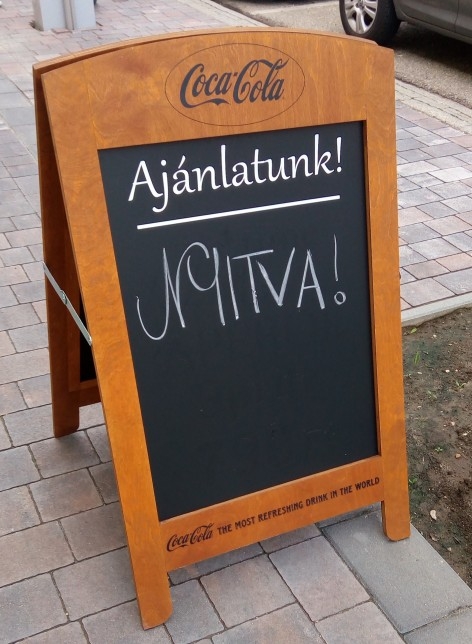 Coca-Cola
Ajánlatunk!
NYITVA!
Coca-Cola THE MOST REFRESHING DRINK IN THE WORLD